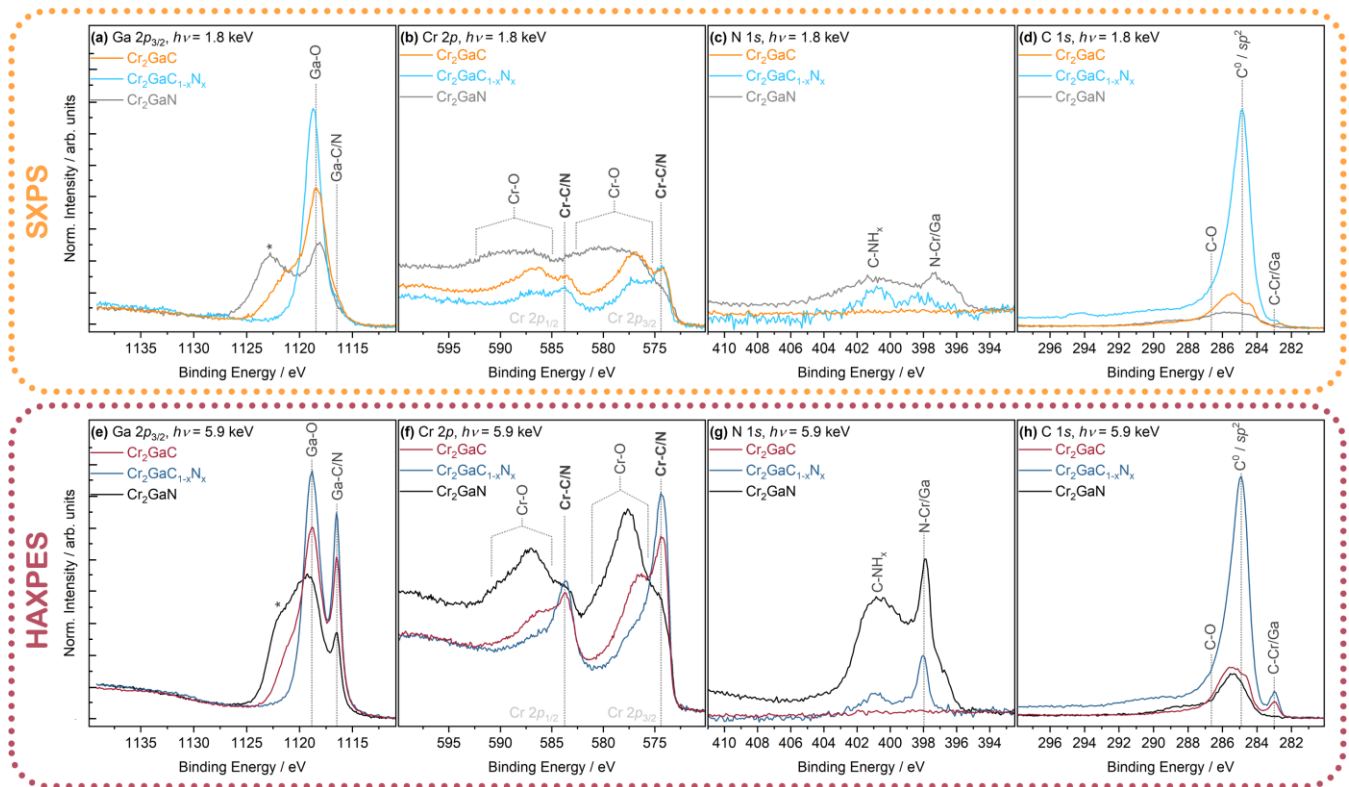 SXPS
Norm. Intensity / arb. units
(a) Ga 2p3/2, hν = 1.8 keV
Cr2GaC
Cr2GaC1-xNx
Cr2GaN
Ga-O
Ga-C/N
*
1135 1130 1125 1120 1115
Binding Energy / eV
(b) Cr 2p, hν = 1.8 keV
Cr2GaC
Cr2GaC1-xNx
Cr2GaN
Cr-O
Cr-C/N
Cr-O
Cr-C/N
Cr 2p1/2
Cr 2p3/2
595 590 585 580 575
Binding Energy / eV
(c) N 1s, hν = 1.8 keV
Cr2GaC
Cr2GaC1-xNx
Cr2GaN
C-NHx
N-Cr/Ga
410 408 406 404 402 400 398 396 394
Binding Energy / eV
(d) C 1s, hν = 1.8 keV
Cr2GaC
Cr2GaC1-xNx
Cr2GaN
C-O
C0 / sp2
C-Cr/Ga
296 294 292 290 288 286 284 282
Binding Energy / eV
HAXPES
Norm. Intensity / arb. units
(e) Ga 2p3/2, hν = 5.9 keV
Cr2GaC
Cr2GaC1-xNx
Cr2GaN
Ga-O
Ga-C/N
*
1135 1130 1125 1120 1115
Binding Energy / eV
(f) Cr 2p, hν = 5.9 keV
Cr2GaC
Cr2GaC1-xNx
Cr2GaN
Cr-O
Cr-C/N
Cr-O
Cr-C/N
Cr 2p1/2
Cr 2p3/2
595 590 585 580 575
Binding Energy / eV
(g) N 1s, hν = 5.9 keV
Cr2GaC
Cr2GaC1-xNx
Cr2GaN
C-NHx
N-Cr/Ga
410 408 406 404 402 400 398 396 394
Binding Energy / eV
(h) C 1s, hν = 5.9 keV
Cr2GaC
Cr2GaC1-xNx
Cr2GaN
C-O
C0 / sp2
C-Cr/Ga
296 294 292 290 288 286 284 282
Binding Energy / eV